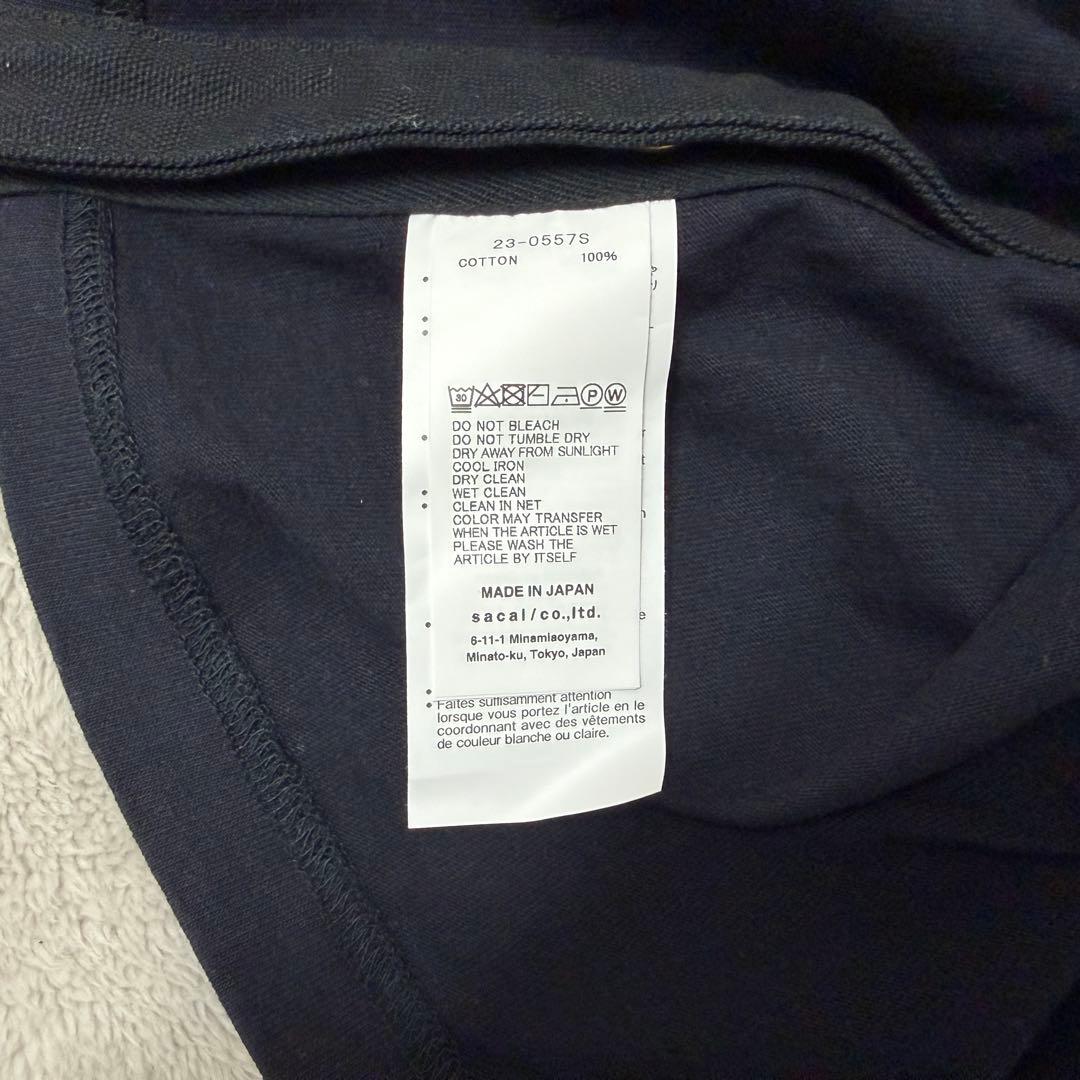 23-0557S
COTTON 100%
30
P W
DO NOT BLEACH
DO NOT TUMBLE DRY
DRY AWAY FROM SUNLIGHT
COOL IRON
DRY CLEAN
WET CLEAN
CLEAN IN NET
COLOR MAY TRANSFER
WHEN THE ARTICLE IS WET
PLEASE WASH THE
ARTICLE BY ITSELF
MADE IN JAPAN
sacai/co.,ltd.
6-11-1 Minamiaoyama,
Minato-ku, Tokyo, Japan
• Faites suffisamment attention
lorsque vous portez l'article en le
coordonnant avec des vêtements
de couleur blanche ou claire.